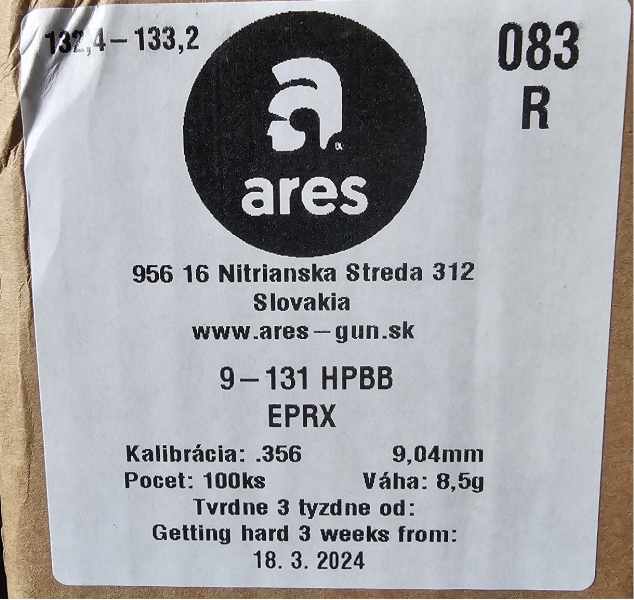 132,4-133,2
083
R
ares
956 16 Nitrianska Streda 312
Slovakia
www.ares-gun.sk
9-131 HPBB
EPRX
Kalibrácia: .356 9,04mm
Pocet: 100ks Váha: 8,5g
Tvrdne 3 tyzdne od:
Getting hard 3 weeks from:
18. 3. 2024